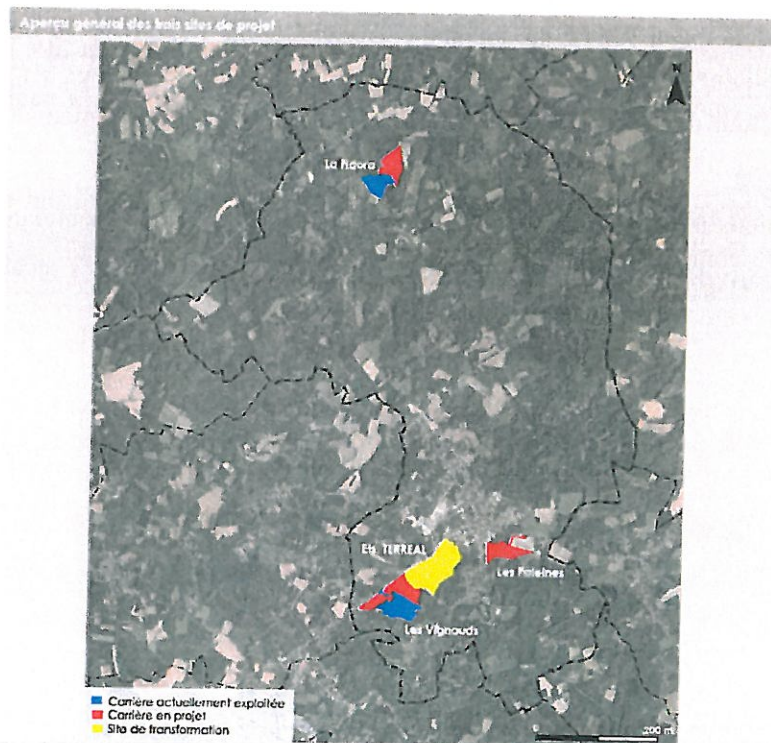 Aperçu général des trois sites de projet
N
Ets. TERREAL
Les Vignauds
Carrière actuellement exploitée
Carrière en projet
Site de transformation
0 200 m